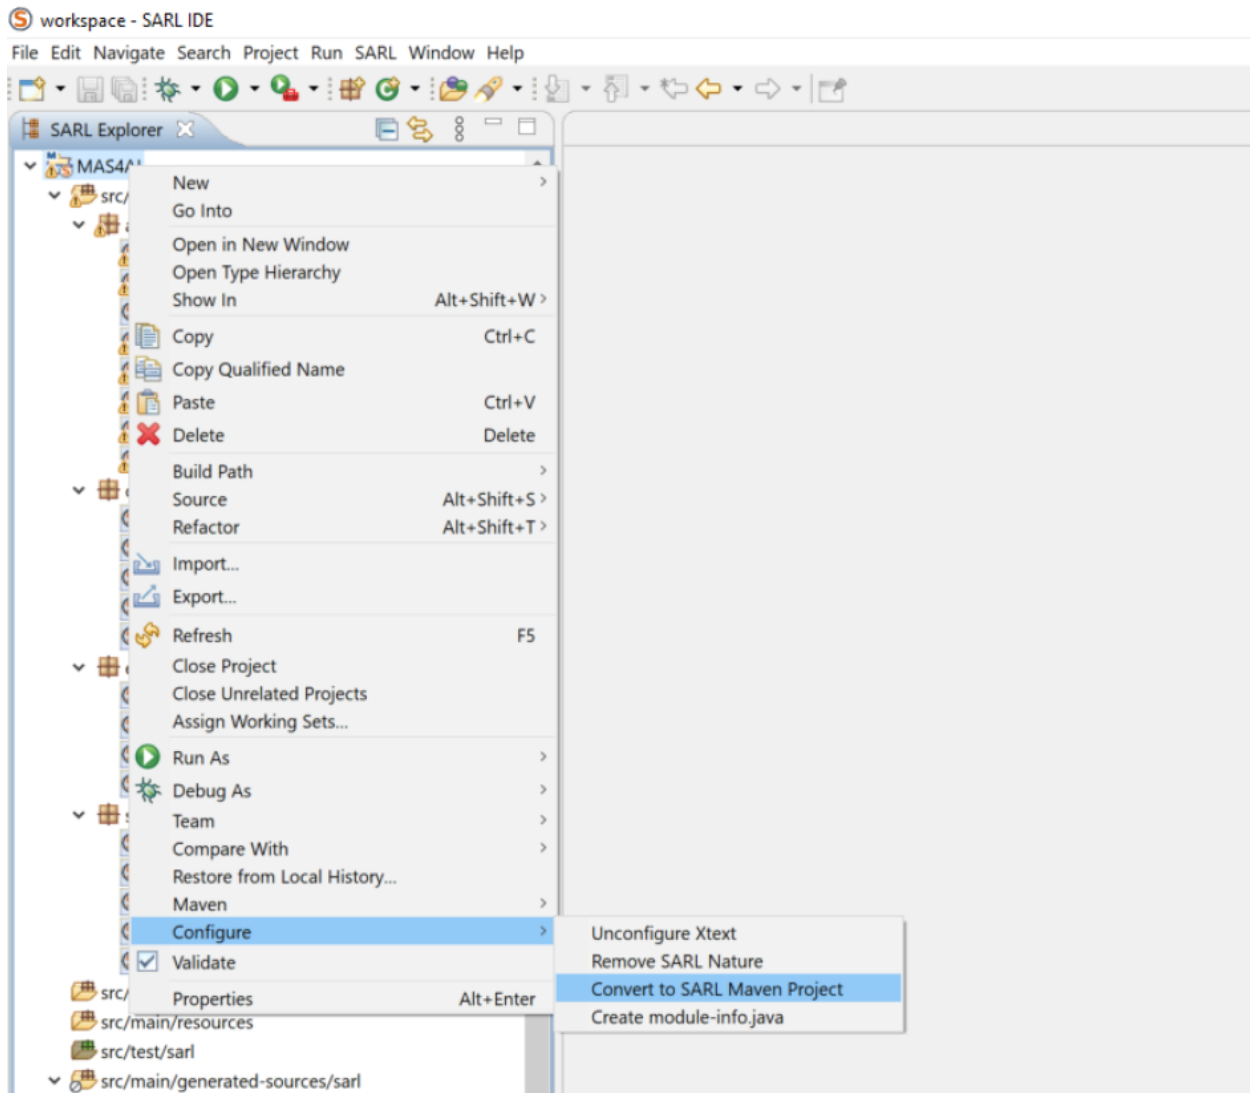 workspace - SARL IDE
File Edit Navigate Search Project Run SARL Window Help
SARL Explorer
MAS4AI
src/
New
Go Into
Open in New Window
Open Type Hierarchy
Show In Alt+Shift+W
Copy Ctrl+C
Copy Qualified Name
Paste Ctrl+V
Delete Delete
Build Path
Source Alt+Shift+S
Refactor Alt+Shift+T
Import...
Export...
Refresh F5
Close Project
Close Unrelated Projects
Assign Working Sets...
Run As
Debug As
Team
Compare With
Restore from Local History...
Maven
Configure
Validate
Properties Alt+Enter
Unconfigure Xtext
Remove SARL Nature
Convert to SARL Maven Project
Create module-info.java
src/
src/main/resources
src/test/sarl
src/main/generated-sources/sarl